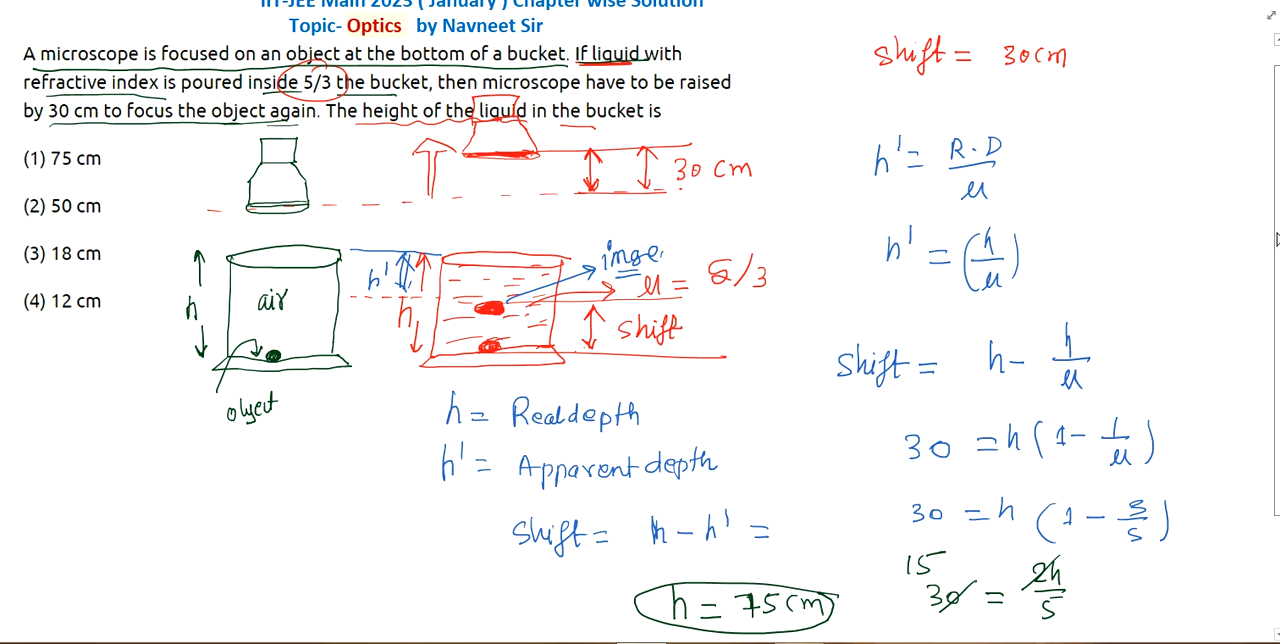 IIT-JEE Main 2023 ( January ) Chapter wise Solution
Topic- Optics by Navneet Sir
A microscope is focused on an object at the bottom of a bucket. If liquid with
refractive index is poured inside 5/3 the bucket, then microscope have to be raised
by 30 cm to focus the object again. The height of the liquid in the bucket is
(1) 75 cm
(2) 50 cm
(3) 18 cm
(4) 12 cm
30 cm
h
air
object
h'
h
imge
u = 5/3
shift
h = Real depth
h' = Apparent depth
shift = h - h' =
h = 75 cm
shift = 30cm
h' = R.D/u
h' = (h/u)
shift = h - h/u
30 = h (1 - 1/u)
30 = h (1 - 3/5)
15
30 = 2h/5